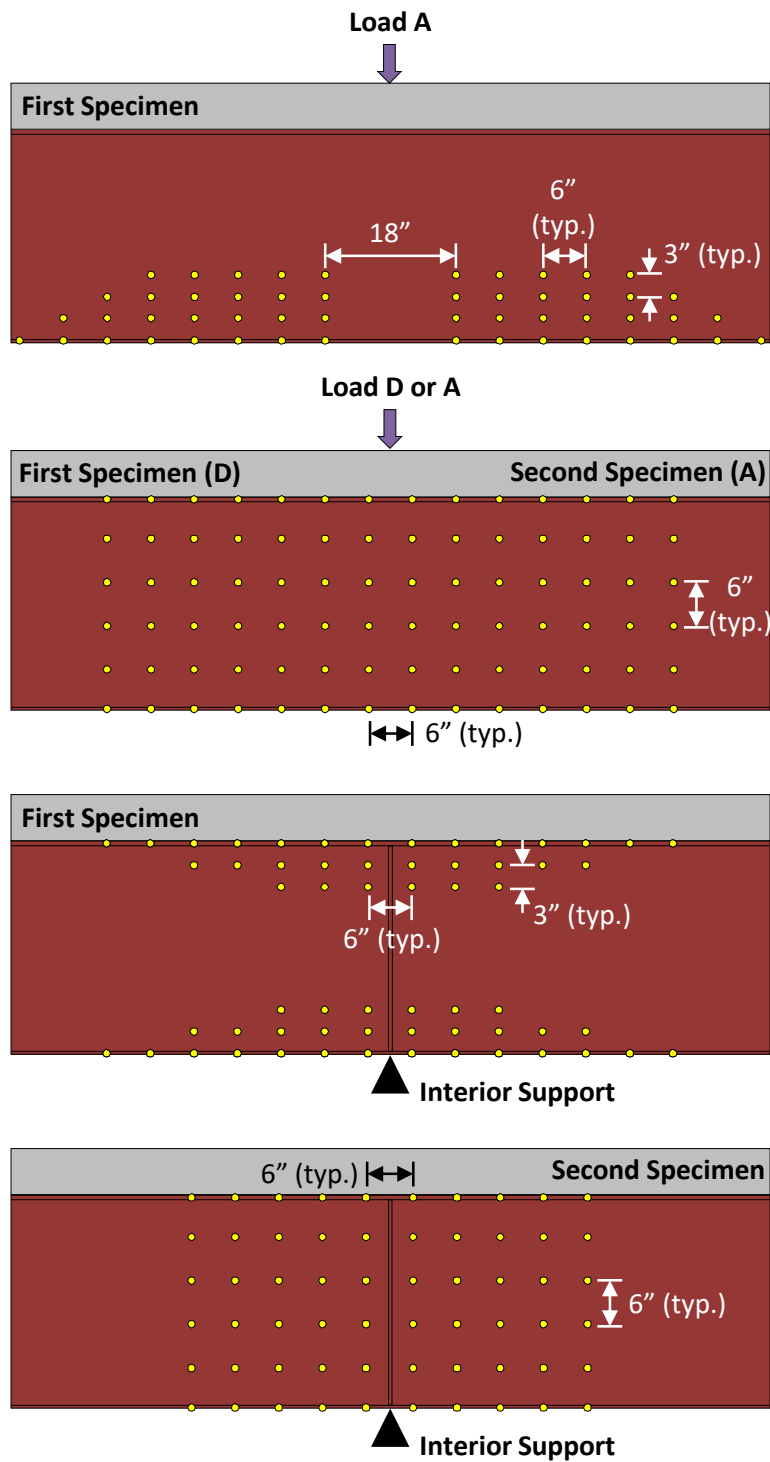 Load A
First Specimen
6”
(typ.)
18”
3” (typ.)
Load D or A
First Specimen (D)
Second Specimen (A)
6”
(typ.)
6” (typ.)
First Specimen
6” (typ.)
3” (typ.)
Interior Support
6” (typ.)
Second Specimen
6” (typ.)
Interior Support